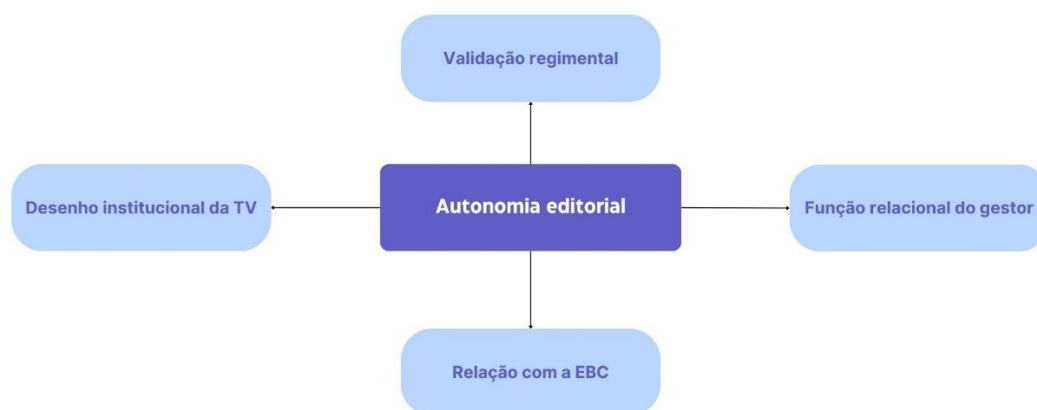 Validação regimental
Desenho institucional da TV
Autonomia editorial
Função relacional do gestor
Relação com a EBC